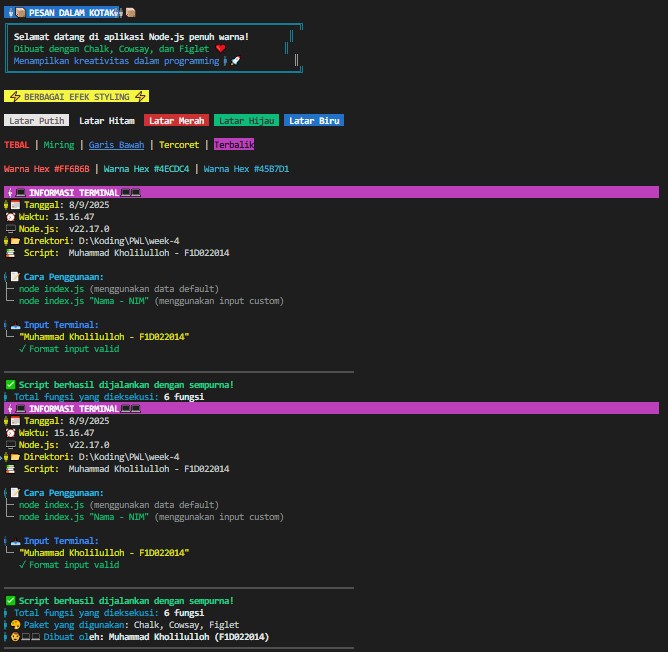 PESAN DALAM KOTAK
Selamat datang di aplikasi Node.js penuh warna!
Dibuat dengan Chalk, Cowsay, dan Figlet ❤️
Menampilkan kreativitas dalam programming 🚀
⚡ BERBAGAI EFEK STYLING ⚡
Latar Putih Latar Hitam Latar Merah Latar Hijau Latar Biru
TEBAL | Miring | Garis Bawah | Tercoret | Terbalik
Warna Hex #FF6B6B | Warna Hex #4ECDC4 | Warna Hex #45B7D1
INFORMASI TERMINAL
Tanggal: 8/9/2025
Waktu: 15.16.47
Node.js: v22.17.0
Direktori: D:\Koding\PWL\week-4
Script: Muhammad Kholilulloh - F1D022014
Cara Penggunaan:
├─ node index.js (menggunakan data default)
└─ node index.js "Nama - NIM" (menggunakan input custom)
Input Terminal:
└─ "Muhammad Kholilulloh - F1D022014"
✓ Format input valid
✅ Script berhasil dijalankan dengan sempurna!
Total fungsi yang dieksekusi: 6 fungsi
INFORMASI TERMINAL
Tanggal: 8/9/2025
Waktu: 15.16.47
Node.js: v22.17.0
Direktori: D:\Koding\PWL\week-4
Script: Muhammad Kholilulloh - F1D022014
Cara Penggunaan:
├─ node index.js (menggunakan data default)
└─ node index.js "Nama - NIM" (menggunakan input custom)
Input Terminal:
└─ "Muhammad Kholilulloh - F1D022014"
✓ Format input valid
✅ Script berhasil dijalankan dengan sempurna!
Total fungsi yang dieksekusi: 6 fungsi
Paket yang digunakan: Chalk, Cowsay, Figlet
Dibuat oleh: Muhammad Kholilulloh (F1D022014)